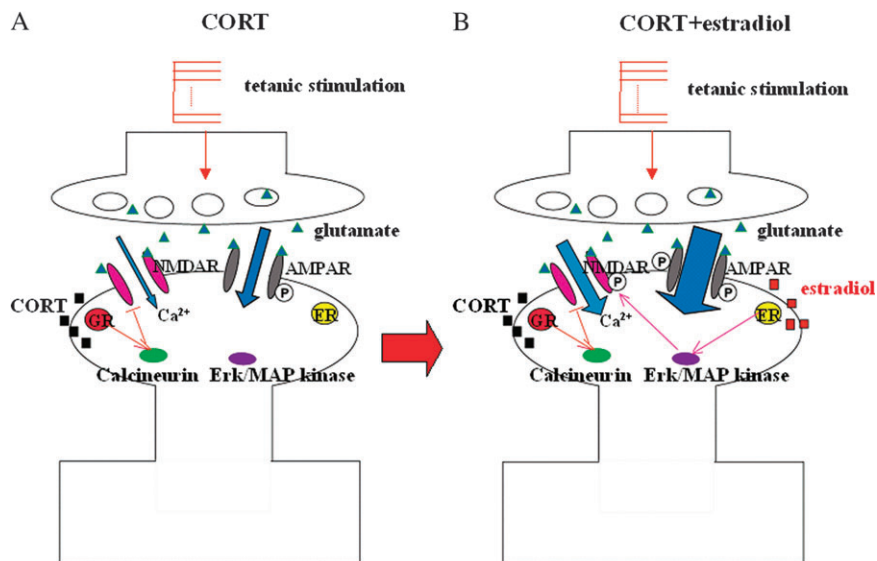 A
CORT
tetanic stimulation
glutamate
NMDAR
AMPAR
P
CORT
GR
Ca²⁺
ER
Calcineurin
Erk/MAP kinase
B
CORT+estradiol
tetanic stimulation
glutamate
P
NMDAR
P
AMPAR
P
estradiol
CORT
GR
Ca²⁺
ER
Calcineurin
Erk/MAP kinase